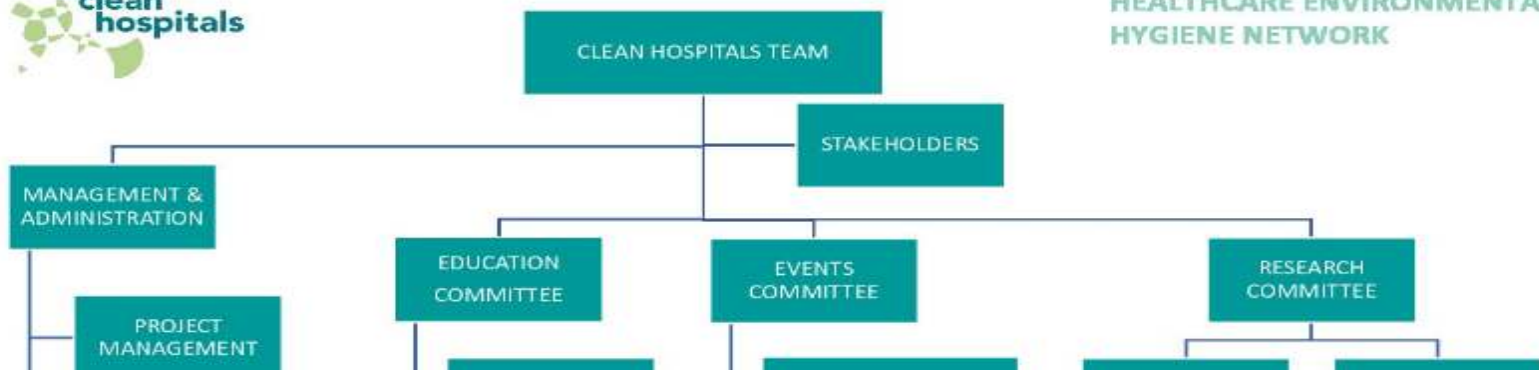 clean
hospitals
HEALTHCARE ENVIRONMENTA
HYGIENE NETWORK
CLEAN HOSPITALS TEAM
STAKEHOLDERS
MANAGEMENT &
ADMINISTRATION
EDUCATION
COMMITTEE
EVENTS
COMMITTEE
RESEARCH
COMMITTEE
PROJECT
MANAGEMENT